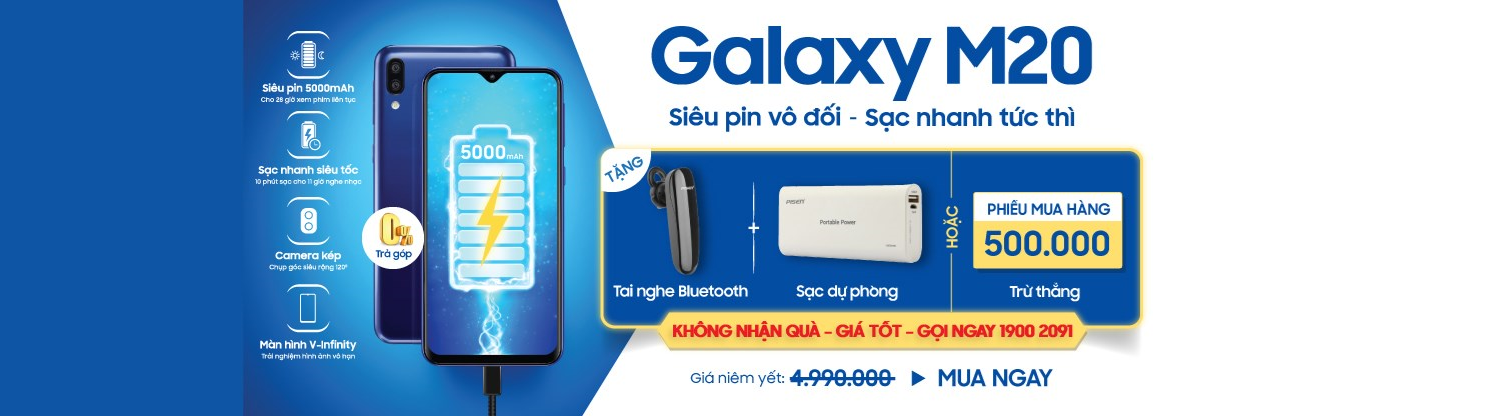 Siêu pin 5000mAh
Cho 28 giờ xem phim liên tục
Sạc nhanh siêu tốc
10 phút sạc cho 11 giờ nghe nhạc
Camera kép
Chụp góc siêu rộng 120°
Màn hình V-Infinity
Trải nghiệm hình ảnh vô hạn
0%
Trả góp
5000 mAh
Galaxy M20
Siêu pin vô đối - Sạc nhanh tức thì
TẶNG
PISEN
Tai nghe Bluetooth
+
PISEN
Portable Power
Sạc dự phòng
HOẶC
PHIẾU MUA HÀNG
500.000
Trừ thẳng
KHÔNG NHẬN QUÀ - GIÁ TỐT - GỌI NGAY 1900 2091
Giá niêm yết: 4.990.000 ► MUA NGAY